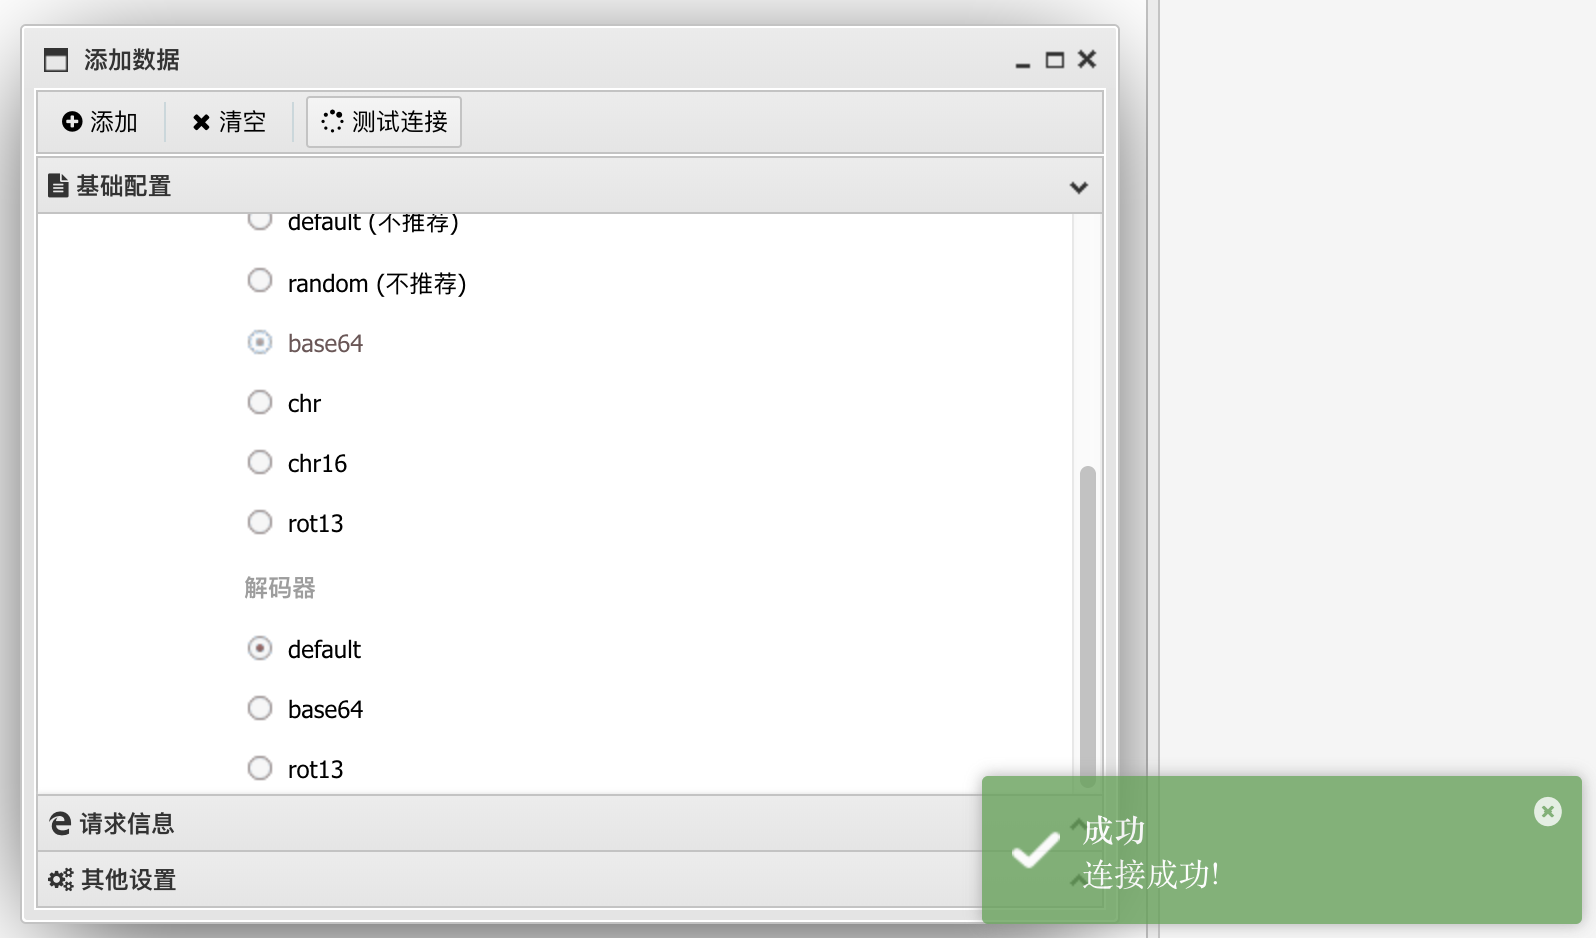 添加数据
添加 清空 测试连接
基础配置
default (不推荐)
random (不推荐)
base64
chr
chr16
rot13
解码器
default
base64
rot13
请求信息
其他设置
成功
连接成功!